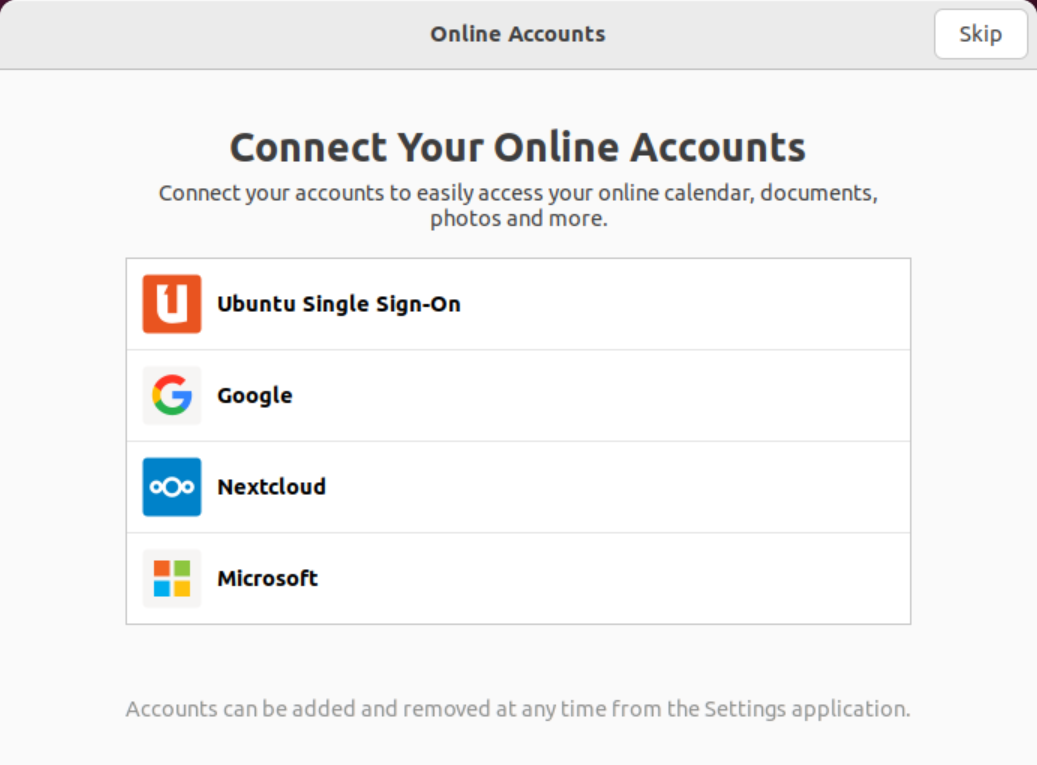 Online Accounts
Skip
Connect Your Online Accounts
Connect your accounts to easily access your online calendar, documents,
photos and more.
Ubuntu Single Sign-On
Google
Nextcloud
Microsoft
Accounts can be added and removed at any time from the Settings application.